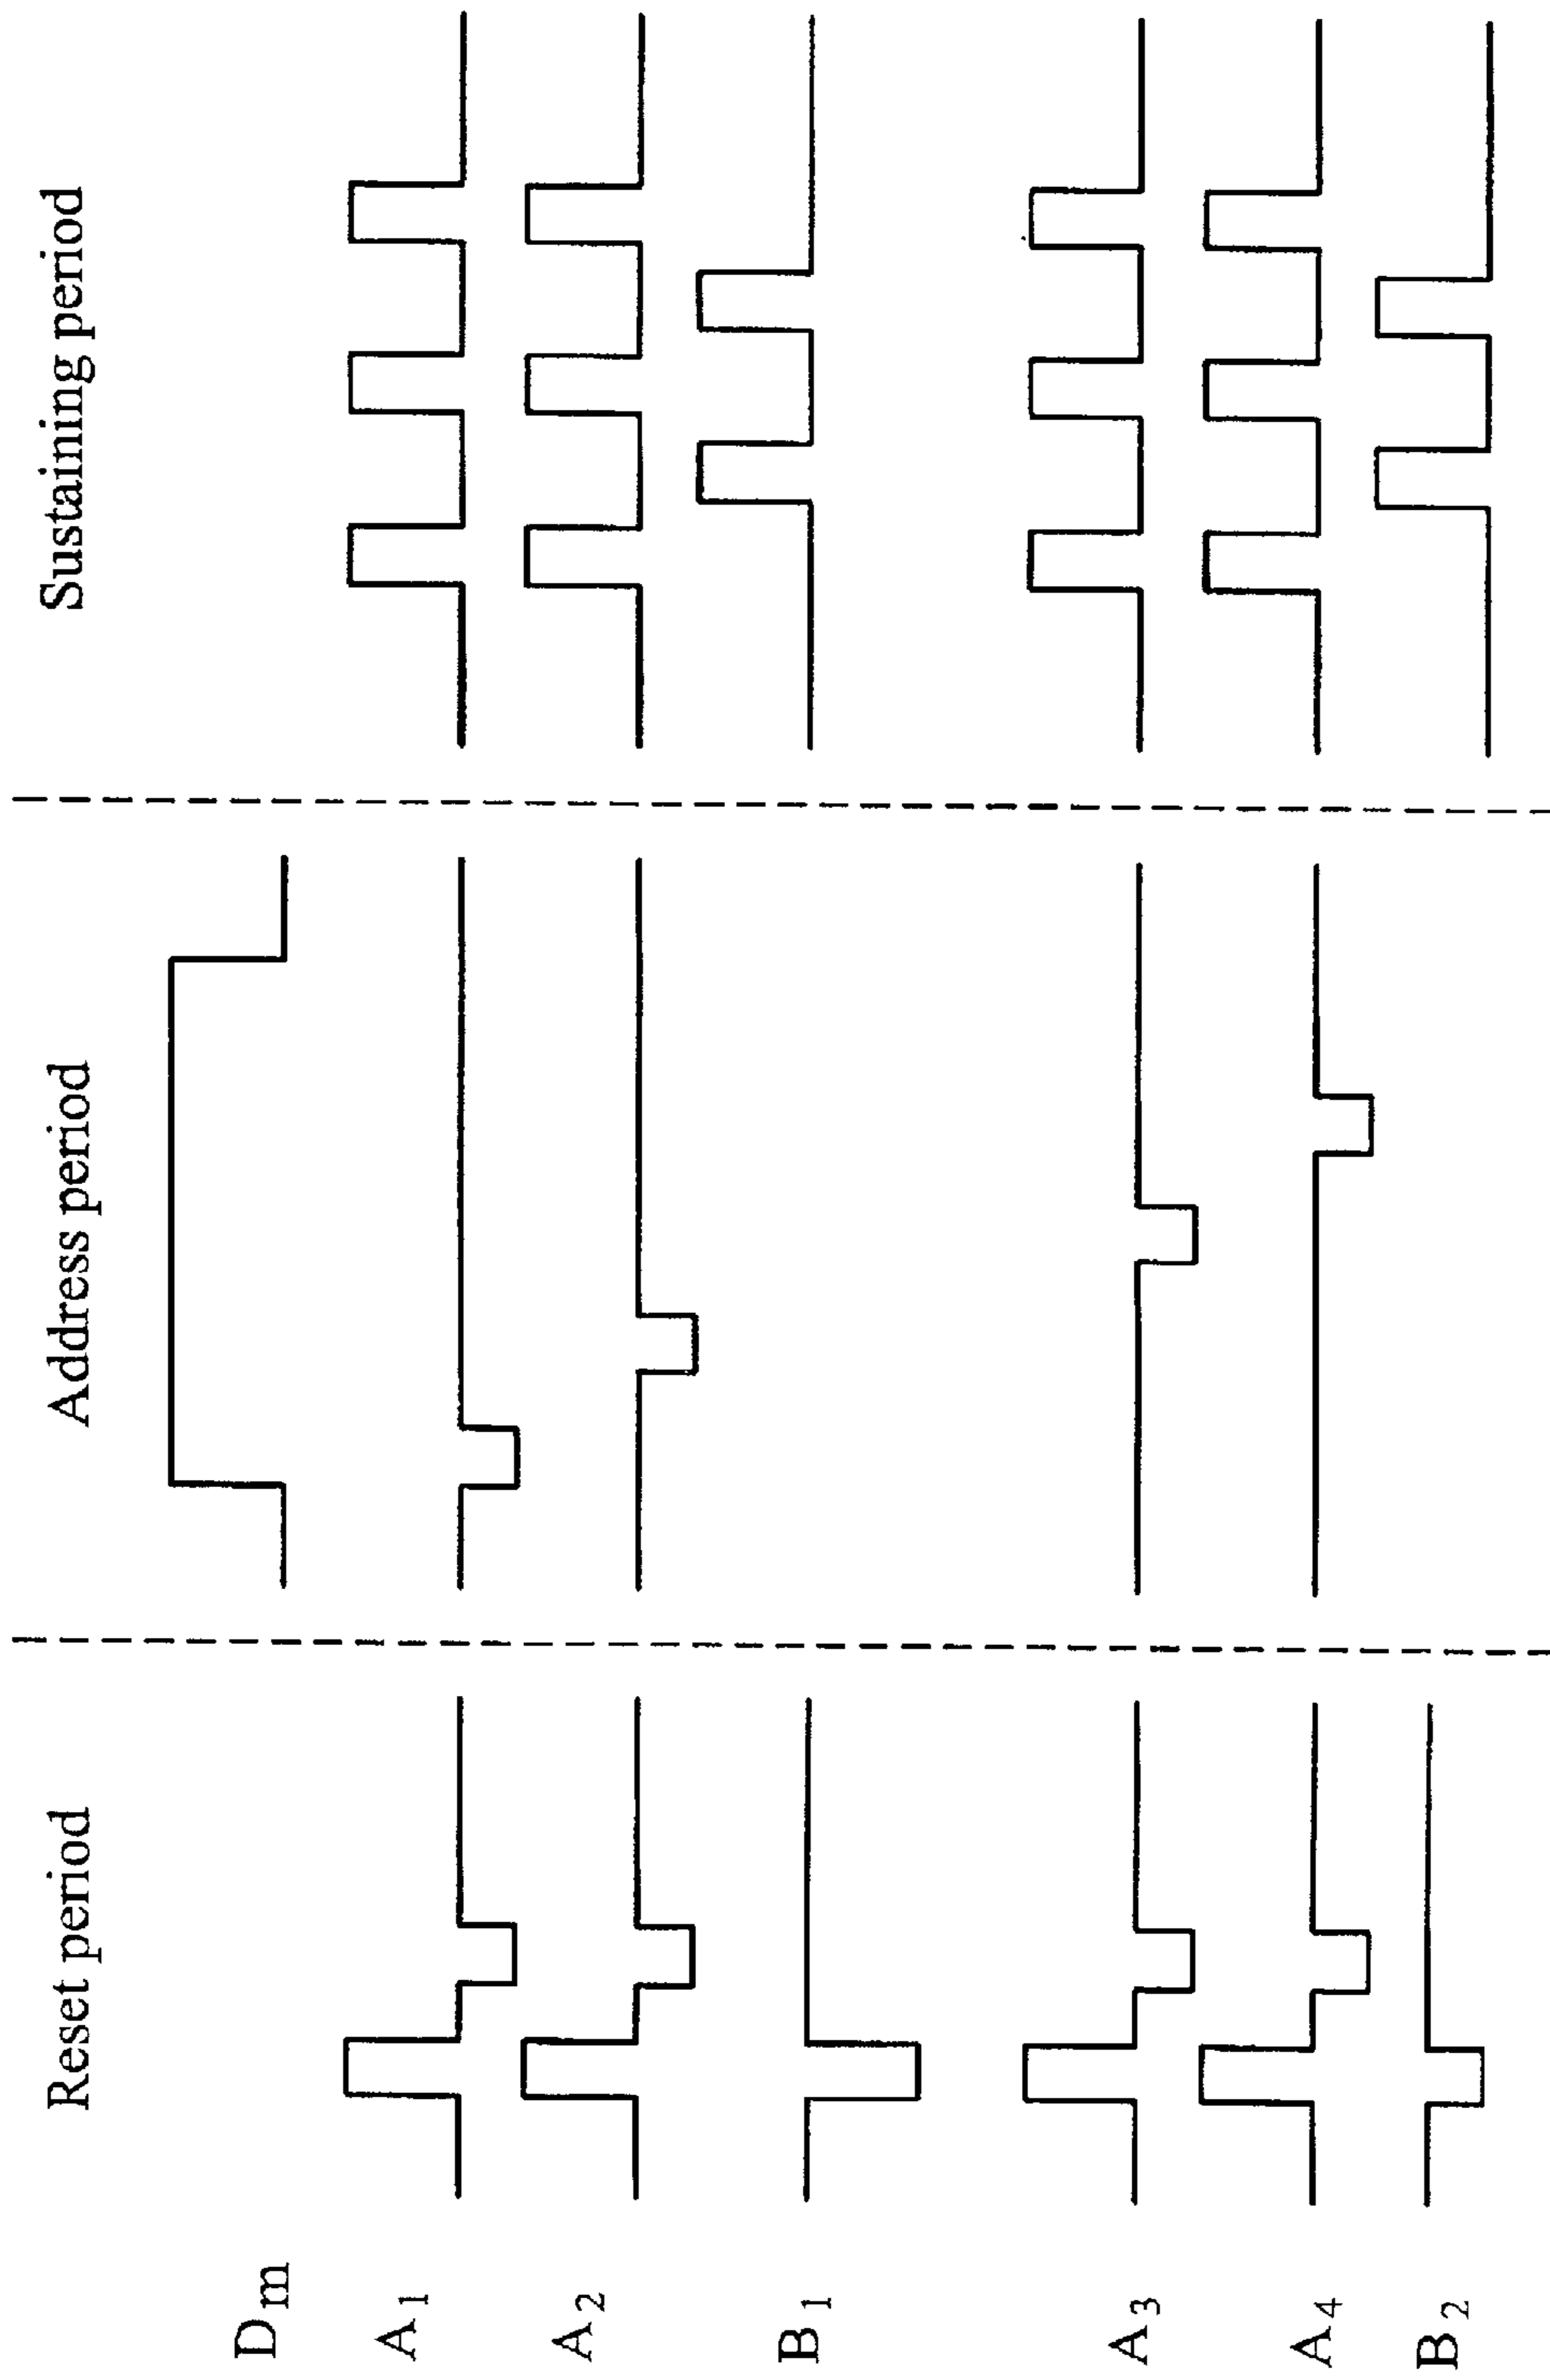 Reset period
Address period
Sustaining period
Dm
A1
A2
B1
A3
A4
B2